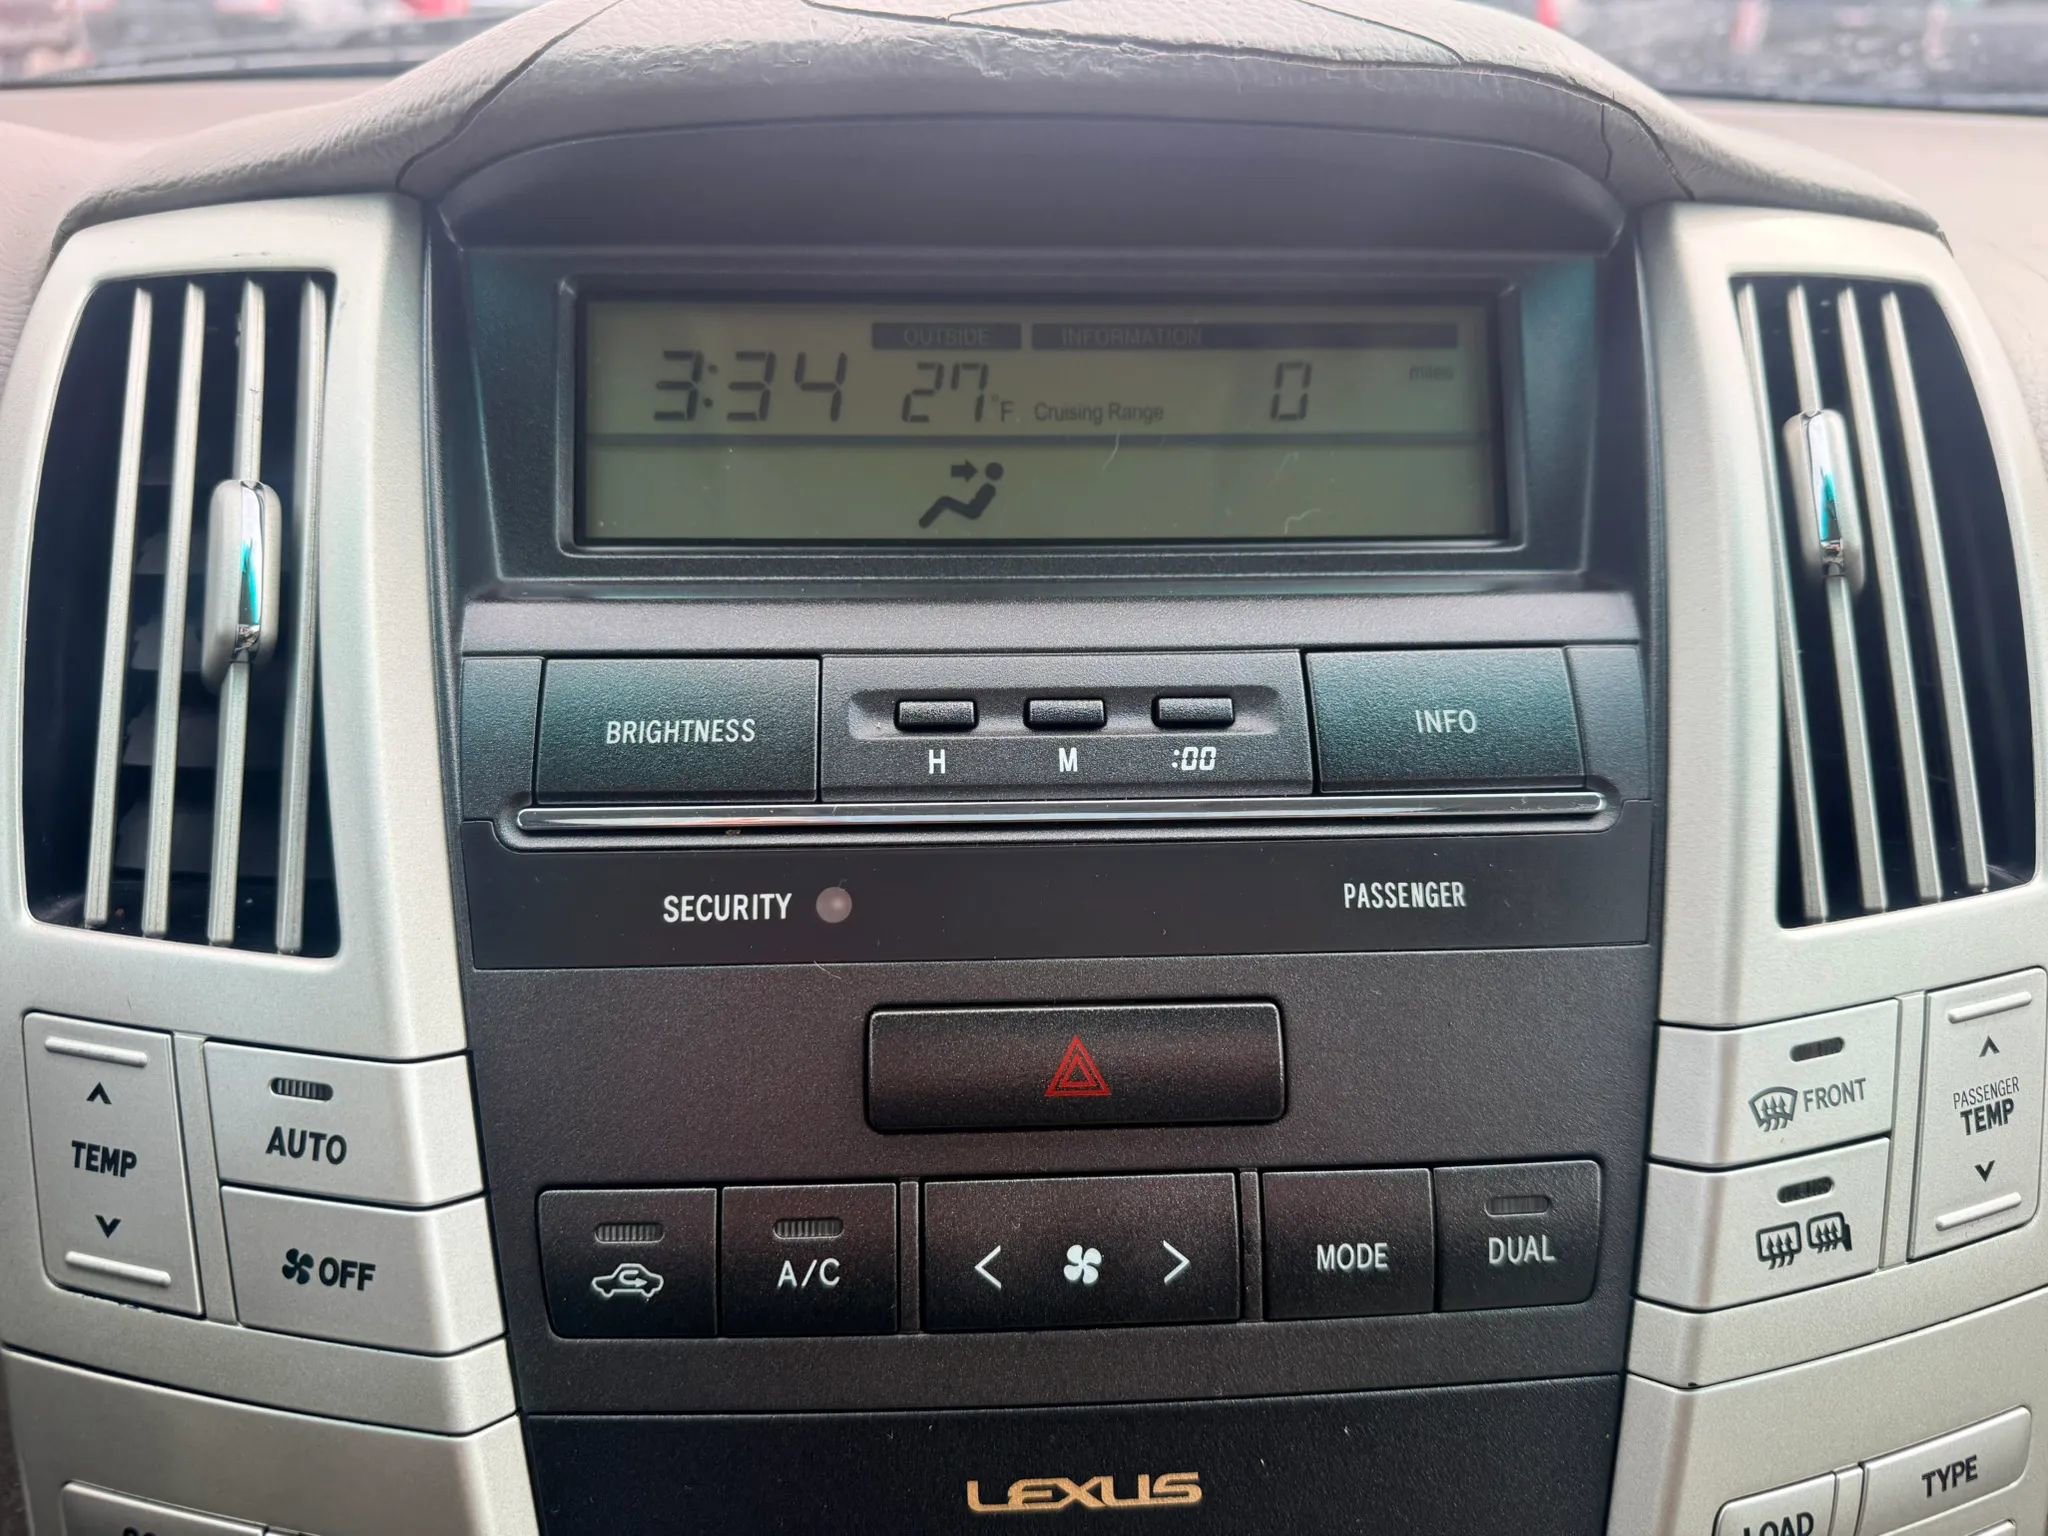 OUTSIDE INFORMATION
3:34 27°F Cruising Range 0 miles
BRIGHTNESS
H M :00
INFO
SECURITY
PASSENGER
TEMP
AUTO
OFF
A/C
MODE
DUAL
FRONT
PASSENGER
TEMP
LEXUS
LOAD
TYPE